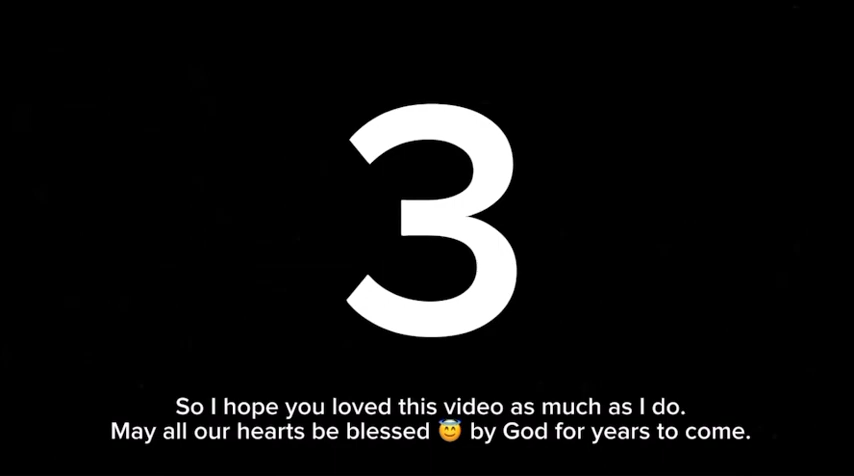 3
So I hope you loved this video as much as I do.
May all our hearts be blessed 😇 by God for years to come.